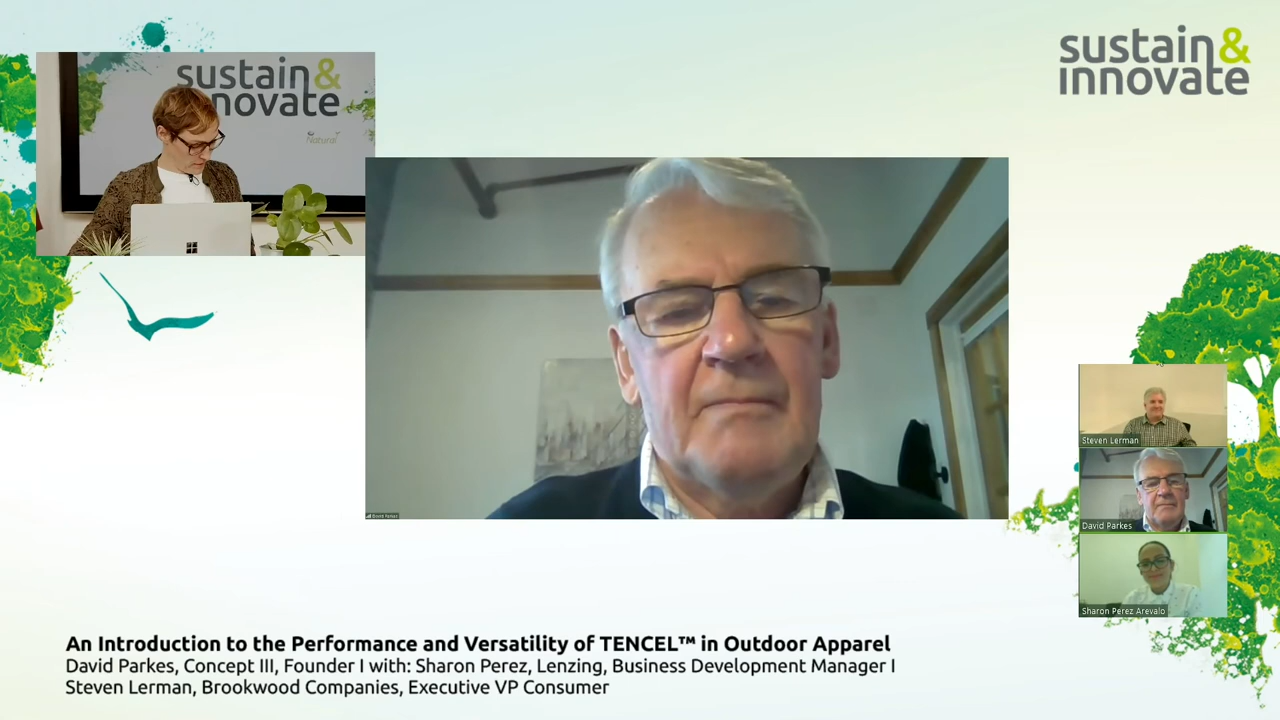 sustain&
innovate
sustain&
innovate
Natural
Steven Lerman
David Parkes
David Parkes
Sharon Perez Arevalo
An Introduction to the Performance and Versatility of TENCEL™ in Outdoor Apparel
David Parkes, Concept III, Founder I with: Sharon Perez, Lenzing, Business Development Manager I
Steven Lerman, Brookwood Companies, Executive VP Consumer